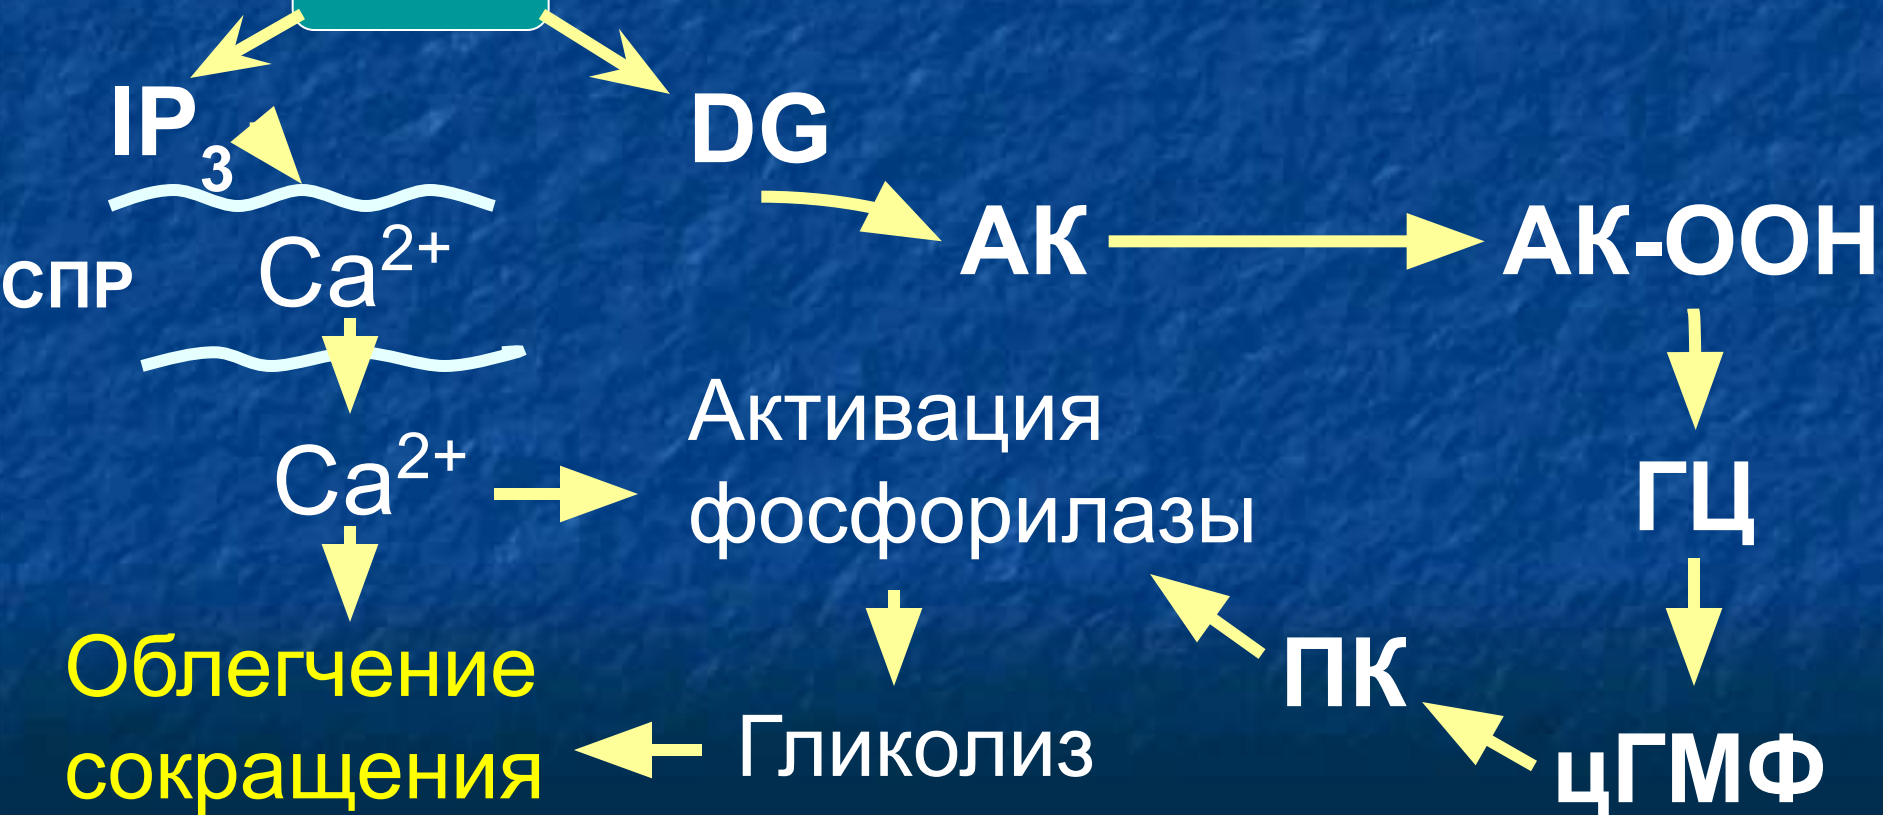 IP3
DG
АК
АК-ООН
СПР
Ca2+
Ca2+
Активация
фосфорилазы
ГЦ
Облегчение
сокращения
Гликолиз
ПК
цГМФ